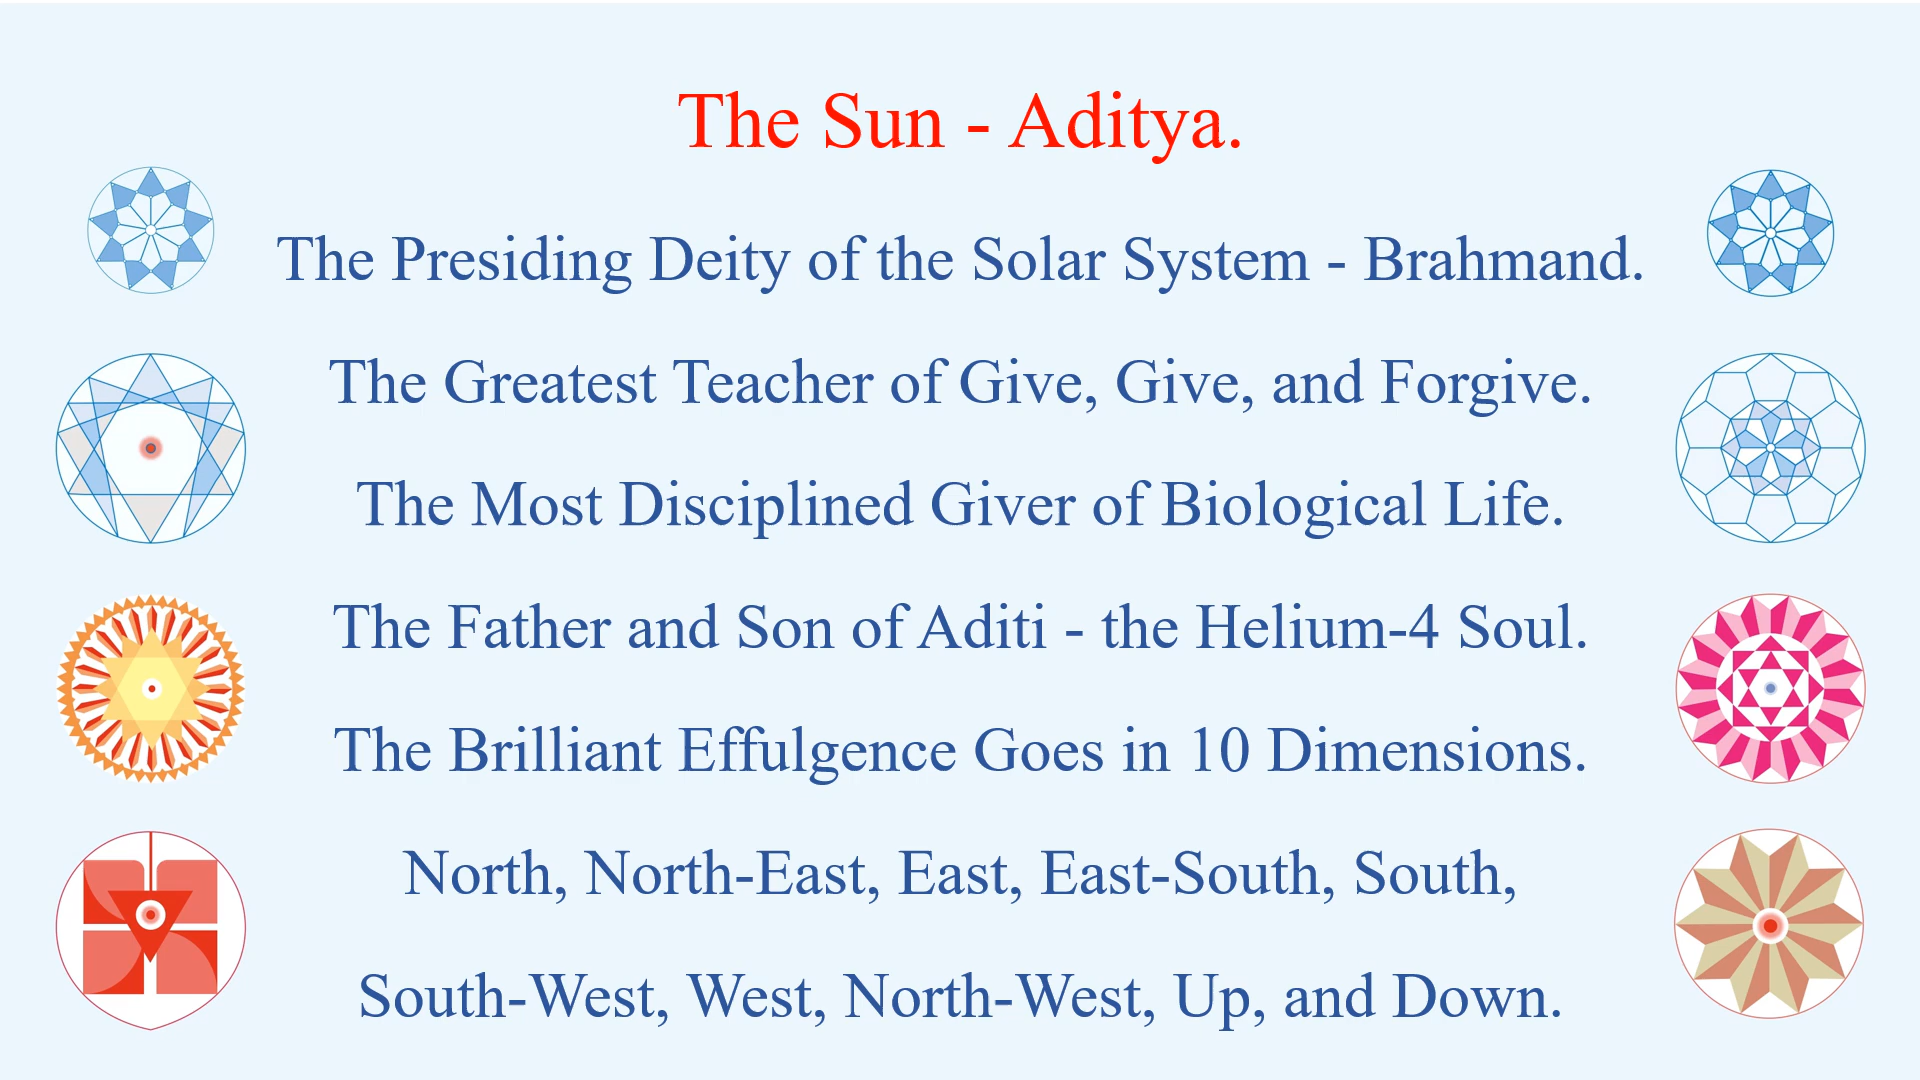 The Sun - Aditya.
The Presiding Deity of the Solar System - Brahmand.
The Greatest Teacher of Give, Give, and Forgive.
The Most Disciplined Giver of Biological Life.
The Father and Son of Aditi - the Helium-4 Soul.
The Brilliant Effulgence Goes in 10 Dimensions.
North, North-East, East, East-South, South,
South-West, West, North-West, Up, and Down.